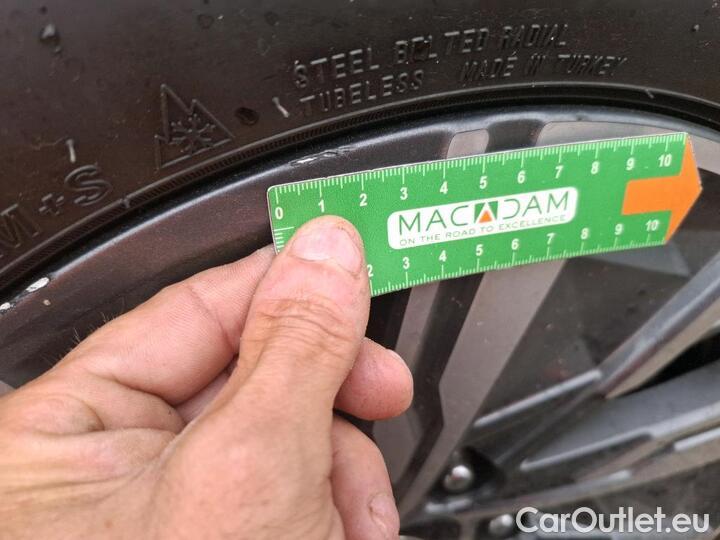 STEEL BELTED RADIAL
TUBELESS MADE IN TURKEY
M+S
0 1 2 3 4 5 6 7 8 9 10
MACADAM
ON THE ROAD TO EXCELLENCE
2 3 4 5 6 7 8 9 10
CarOutlet.eu